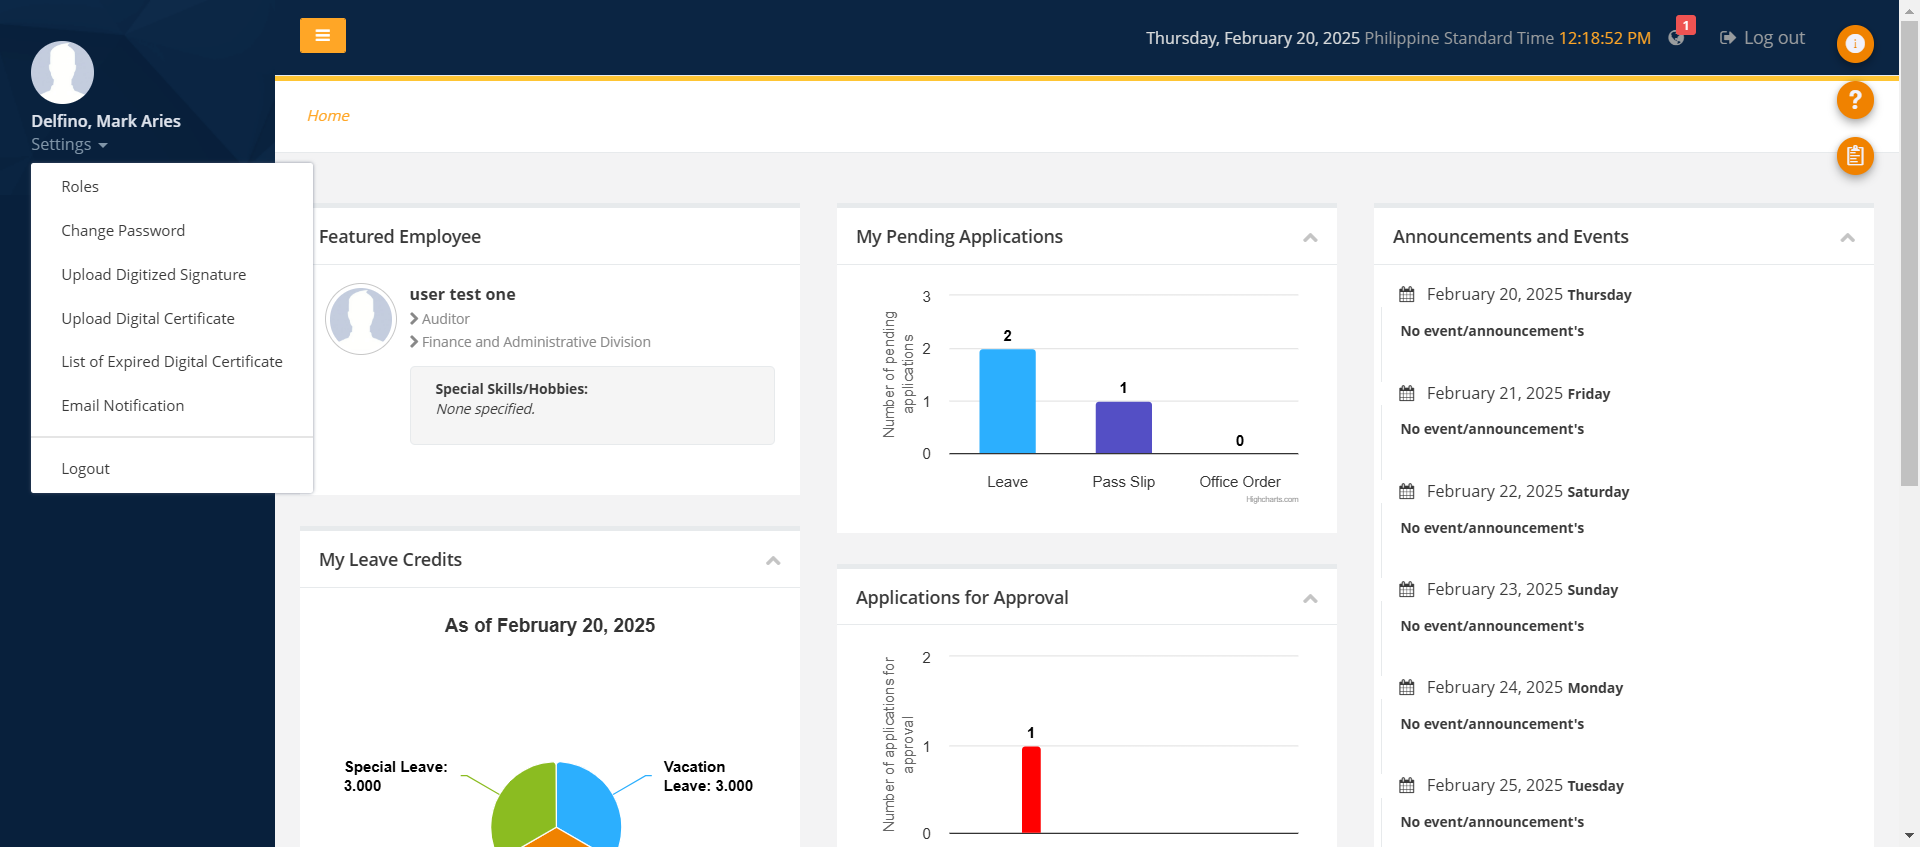 Thursday, February 20, 2025 Philippine Standard Time 12:18:52 PM
1
Log out
Delfino, Mark Aries
Settings
Roles
Change Password
Upload Digitized Signature
Upload Digital Certificate
List of Expired Digital Certificate
Email Notification
Logout
Home
i
?
Featured Employee
user test one
Auditor
Finance and Administrative Division
Special Skills/Hobbies:
None specified.
My Leave Credits
As of February 20, 2025
Special Leave:
3.000
Vacation
Leave: 3.000
My Pending Applications
Number of pending
applications
3
2
1
0
2
1
0
Leave
Pass Slip
Office Order
Highcharts.com
Applications for Approval
Number of applications for
approval
2
1
0
1
Announcements and Events
February 20, 2025 Thursday
No event/announcement's
February 21, 2025 Friday
No event/announcement's
February 22, 2025 Saturday
No event/announcement's
February 23, 2025 Sunday
No event/announcement's
February 24, 2025 Monday
No event/announcement's
February 25, 2025 Tuesday
No event/announcement's